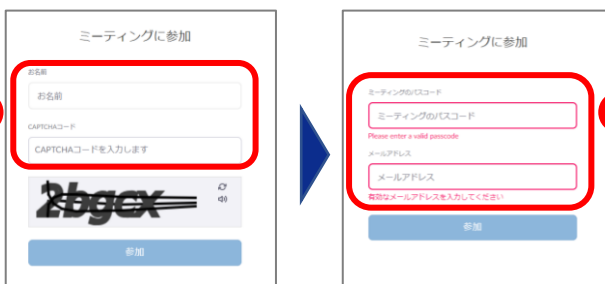 ミーティングに参加
お名前
お名前
CAPTCHAコード
CAPTCHAコードを入力します
2bgcx
参加
ミーティングに参加
ミーティングのパスコード
ミーティングのパスコード
Please enter a valid passcode
メールアドレス
メールアドレス
有効なメールアドレスを入力してください
参加